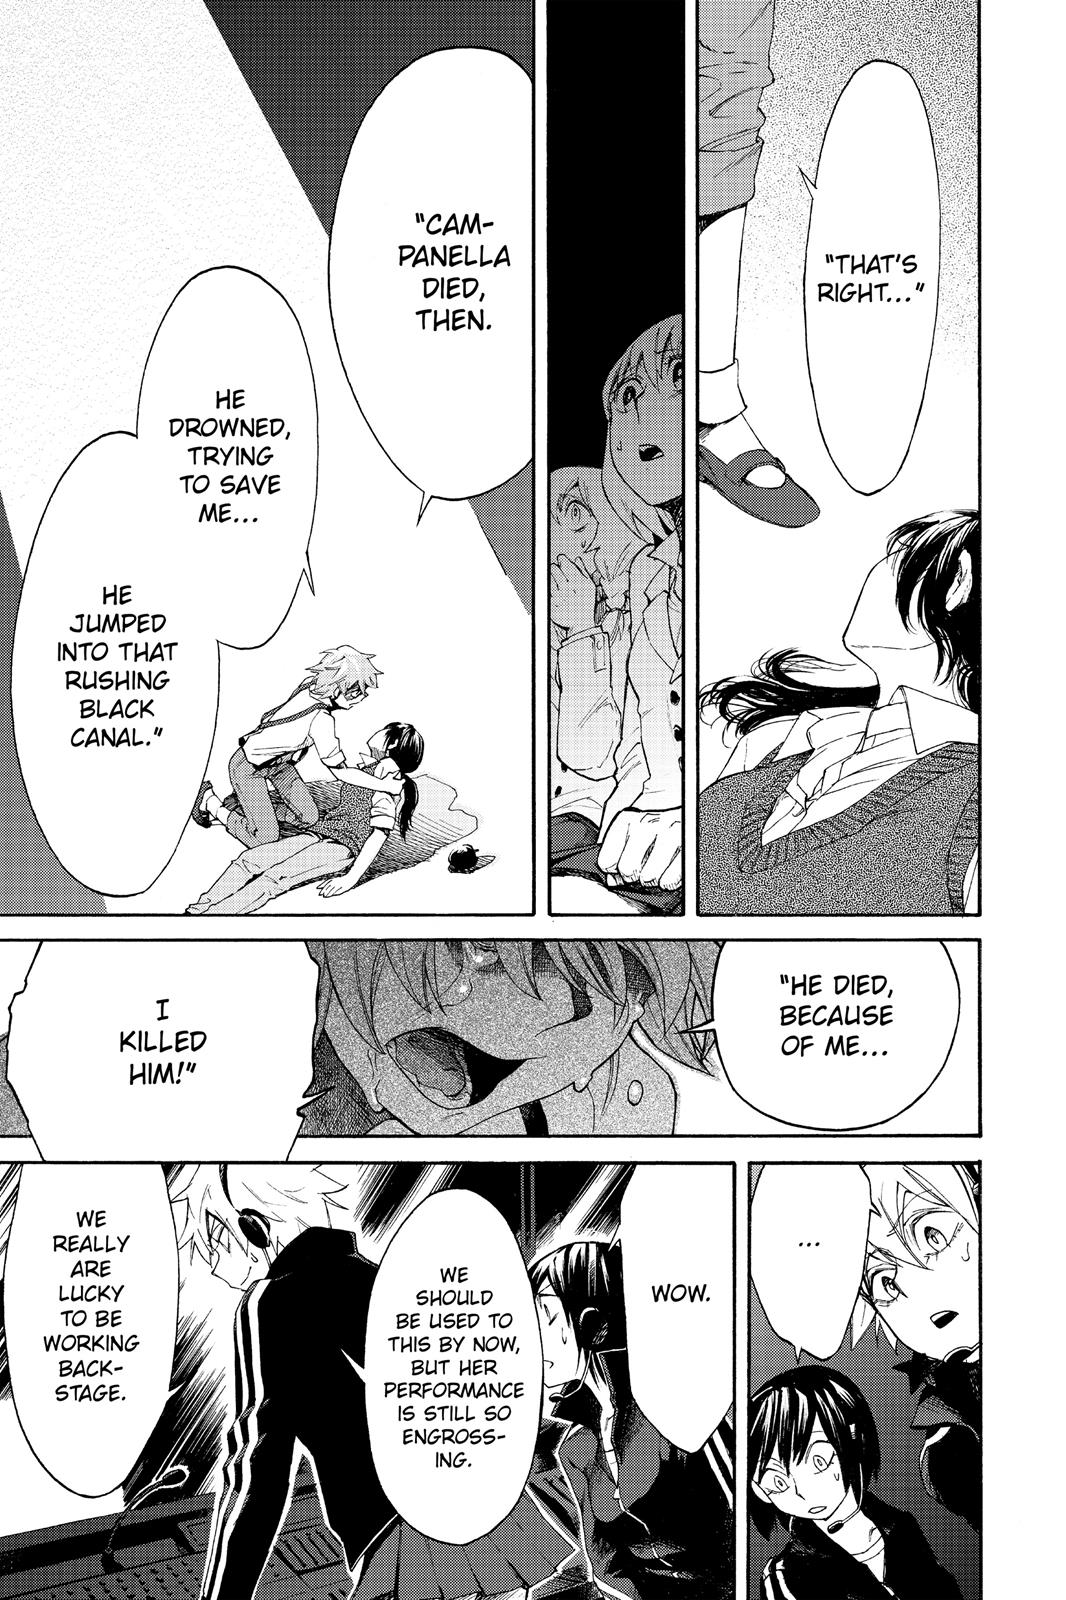 "THAT'S
RIGHT..."
"CAM-
PANELLA
DIED,
THEN.
HE
DROWNED,
TRYING
TO SAVE
ME...
HE
JUMPED
INTO THAT
RUSHING
BLACK
CANAL."
"HE DIED,
BECAUSE
OF ME...
I
KILLED
HIM!"
...
WOW.
WE
SHOULD
BE USED TO
THIS BY NOW,
BUT HER
PERFORMANCE
IS STILL SO
ENGROSS-
ING.
WE
REALLY
ARE
LUCKY
TO BE
WORKING
BACK-
STAGE.